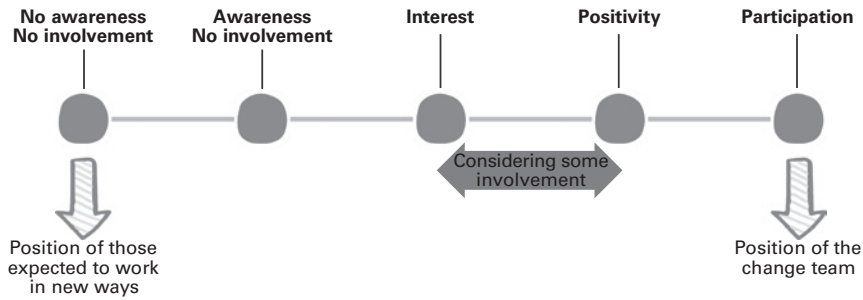 No awareness
No involvement
Awareness
No involvement
Interest
Positivity
Participation
Considering some
involvement
Position of those
expected to work
in new ways
Position of the
change team